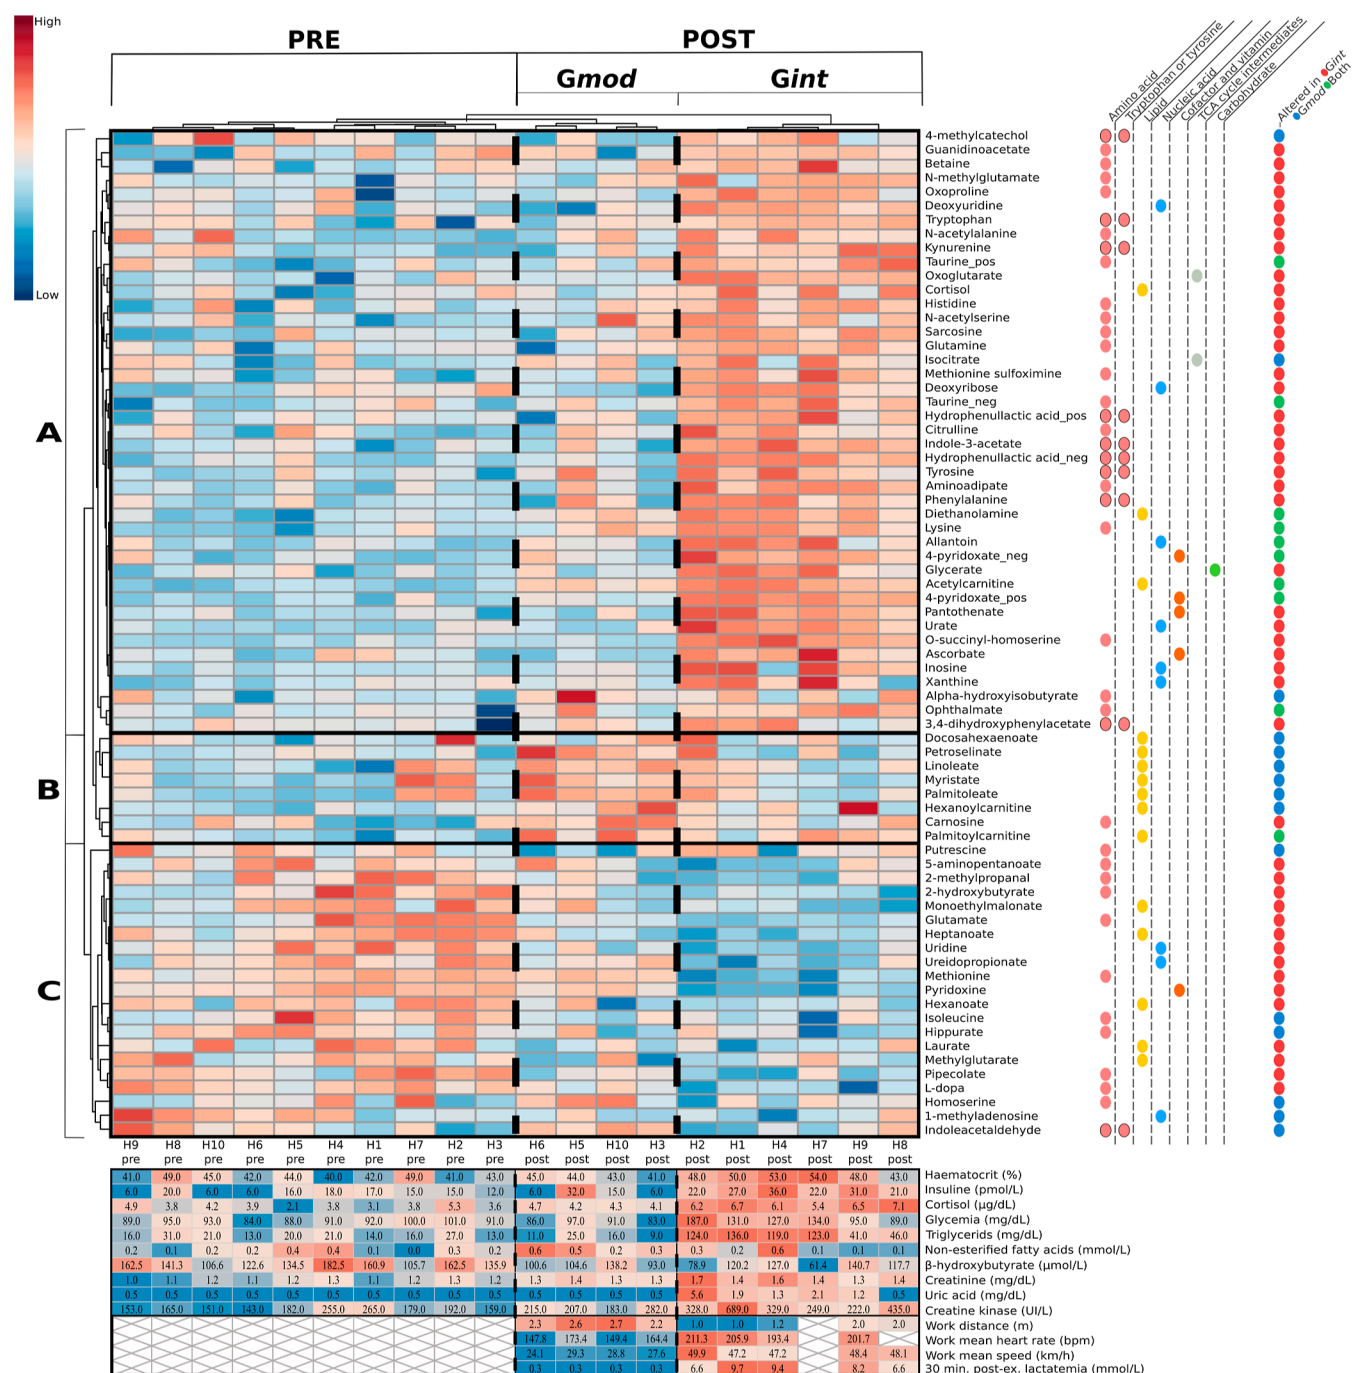 High
Low
PRE
POST
Gmod
Gint
Amino acid
Tryptophan or tyrosine
Lipid
Nucleic acid
Cofactor and vitamin
TCA cycle intermediates
Carbohydrate
Altered in Gint
Gmod Both
A
B
C
4-methylcatechol
Guanidinoacetate
Betaine
N-methylglutamate
Oxoproline
Deoxyuridine
Tryptophan
N-acetylalanine
Kynurenine
Taurine_pos
Oxoglutarate
Cortisol
Histidine
N-acetylserine
Sarcosine
Glutamine
Isocitrate
Methionine sulfoximine
Deoxyribose
Taurine_neg
Hydrophenullactic acid_pos
Citrulline
Indole-3-acetate
Hydrophenullactic acid_neg
Tyrosine
Aminoadipate
Phenylalanine
Diethanolamine
Lysine
Allantoin
4-pyridoxate_neg
Glycerate
Acetylcarnitine
4-pyridoxate_pos
Pantothenate
Urate
O-succinyl-homoserine
Ascorbate
Inosine
Xanthine
Alpha-hydroxyisobutyrate
Ophthalmate
3,4-dihydroxyphenylacetate
Docosahexaenoate
Petroselinate
Linoleate
Myristate
Palmitoleate
Hexanoylcarnitine
Carnosine
Palmitoylcarnitine
Putrescine
5-aminopentanoate
2-methylpropanal
2-hydroxybutyrate
Monoethylmalonate
Glutamate
Heptanoate
Uridine
Ureidopropionate
Methionine
Pyridoxine
Hexanoate
Isoleucine
Hippurate
Laurate
Methylglutarate
Pipecolate
L-dopa
Homoserine
1-methyladenosine
Indoleacetaldehyde
H9 H8 H10 H6 H5 H4 H1 H7 H2 H3 H6 H5 H10 H3 H2 H1 H4 H7 H9 H8
pre pre pre pre pre pre pre pre pre pre post post post post post post post post post post
41.0 49.0 45.0 42.0 44.0 40.0 42.0 49.0 41.0 43.0 45.0 44.0 43.0 41.0 48.0 50.0 53.0 54.0 48.0 43.0 Haematocrit (%)
6.0 20.0 6.0 6.0 16.0 18.0 17.0 15.0 15.0 12.0 6.0 32.0 15.0 6.0 22.0 27.0 36.0 22.0 31.0 21.0 Insuline (pmol/L)
4.9 3.8 4.2 3.9 2.1 3.8 3.1 3.8 5.3 3.6 4.7 4.2 4.3 4.1 6.2 6.7 6.1 5.4 6.5 7.1 Cortisol (μg/dL)
89.0 95.0 93.0 84.0 88.0 91.0 92.0 100.0 101.0 91.0 86.0 97.0 91.0 83.0 187.0 131.0 127.0 134.0 95.0 89.0 Glycemia (mg/dL)
16.0 31.0 21.0 13.0 20.0 21.0 14.0 16.0 27.0 13.0 11.0 25.0 16.0 9.0 124.0 136.0 119.0 123.0 41.0 46.0 Triglycerids (mg/dL)
0.2 0.1 0.2 0.2 0.4 0.4 0.1 0.0 0.3 0.2 0.6 0.5 0.2 0.3 0.3 0.2 0.6 0.1 0.1 0.1 Non-esterified fatty acids (mmol/L)
162.5 141.3 106.6 122.6 134.5 182.5 160.9 105.7 162.5 135.9 100.6 104.6 138.2 93.0 78.9 120.2 127.0 61.4 140.7 117.7 β-hydroxybutyrate (μmol/L)
1.0 1.1 1.2 1.1 1.2 1.3 1.1 1.2 1.3 1.2 1.3 1.4 1.3 1.3 1.7 1.4 1.6 1.4 1.3 1.4 Creatinine (mg/dL)
0.5 0.5 0.5 0.5 0.5 0.5 0.5 0.5 0.5 0.5 0.5 0.5 0.5 0.5 5.6 1.9 1.3 2.1 1.2 0.5 Uric acid (mg/dL)
153.0 165.0 151.0 143.0 182.0 255.0 265.0 179.0 192.0 159.0 215.0 207.0 183.0 282.0 328.0 689.0 329.0 249.0 222.0 435.0 Creatine kinase (UI/L)
2.3 2.6 2.7 2.2 1.0 1.0 1.2 2.0 2.0 Work distance (m)
147.8 173.4 149.4 164.4 211.3 205.9 193.4 201.7 Work mean heart rate (bpm)
24.1 29.3 28.8 27.6 49.9 47.2 47.2 48.4 48.1 Work mean speed (km/h)
0.3 0.3 0.3 0.3 6.6 9.7 9.4 8.2 6.6 30 min. post-ex. lactatemia (mmol/L)